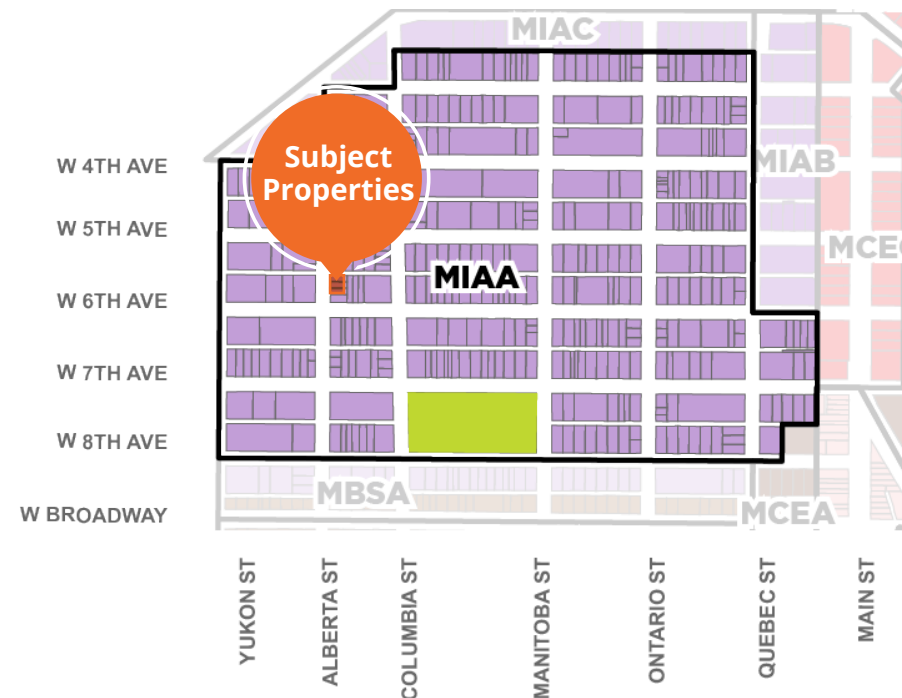 MIAC
Subject
Properties
W 4TH AVE
MIAB
W 5TH AVE
MCE
MIAA
W 6TH AVE
W 7TH AVE
W 8TH AVE
MBSA
W BROADWAY
MCEA
YUKON ST
ALBERTA ST
COLUMBIA ST
MANITOBA ST
ONTARIO ST
QUEBEC ST
MAIN ST